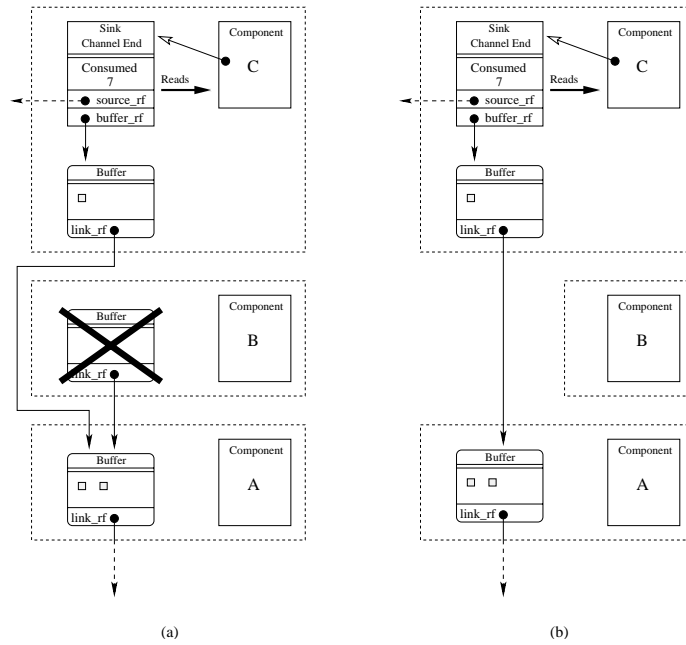 Sink
Channel End
Consumed
7
source_rf
buffer_rf
Reads
Component
C
Buffer
link_rf
Buffer
link_rf
Component
B
Buffer
link_rf
Component
A
(a)
Sink
Channel End
Consumed
7
source_rf
buffer_rf
Reads
Component
C
Buffer
link_rf
Component
B
Buffer
link_rf
Component
A
(b)